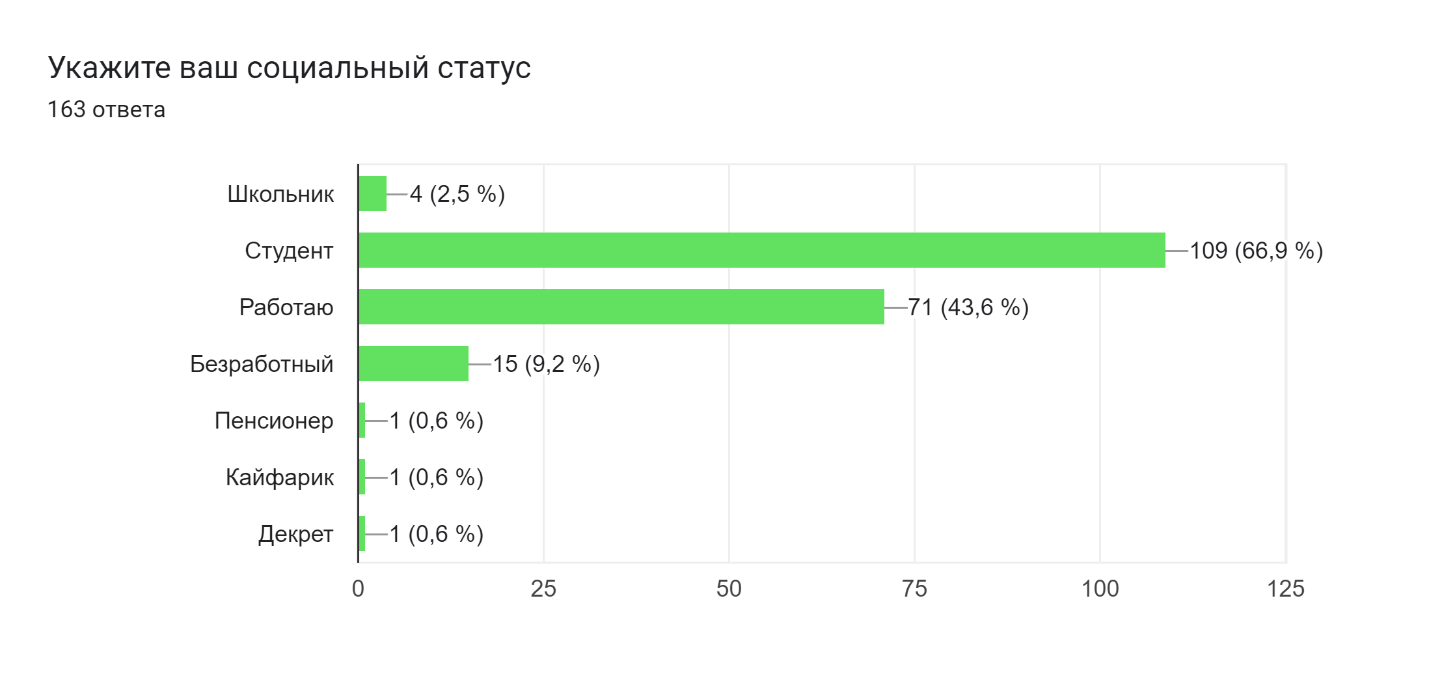 Укажите ваш социальный статус
163 ответа
Школьник 4 (2,5 %)
Студент 109 (66,9 %)
Работаю 71 (43,6 %)
Безработный 15 (9,2 %)
Пенсионер 1 (0,6 %)
Кайфарик 1 (0,6 %)
Декрет 1 (0,6 %)
0 25 50 75 100 125